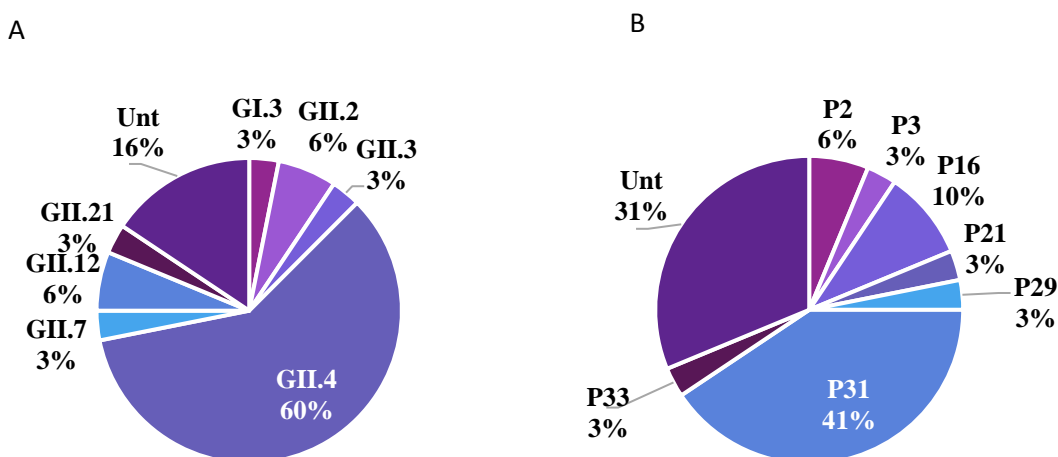 A
GI.3
3%
GII.2
6%
GII.3
3%
GII.4
60%
GII.7
3%
GII.12
6%
GII.21
3%
Unt
16%
B
P2
6%
P3
3%
P16
10%
P21
3%
P29
3%
P31
41%
P33
3%
Unt
31%